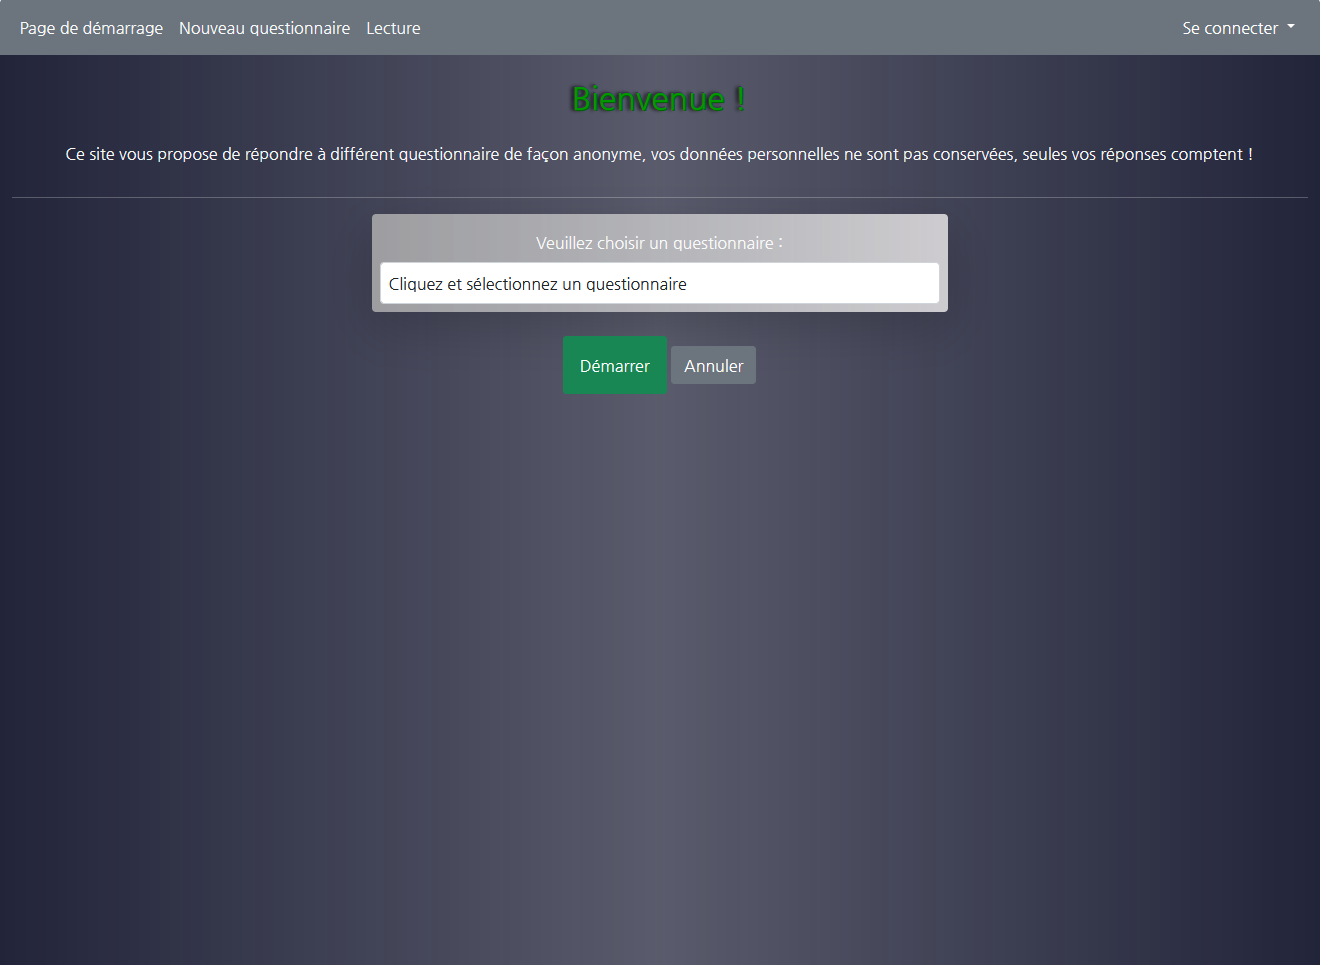 Page de démarrage Nouveau questionnaire Lecture Se connecter
Bienvenue !
Ce site vous propose de répondre à différent questionnaire de façon anonyme, vos données personnelles ne sont pas conservées, seules vos réponses comptent !
Veuillez choisir un questionnaire :
Cliquez et sélectionnez un questionnaire
Démarrer Annuler